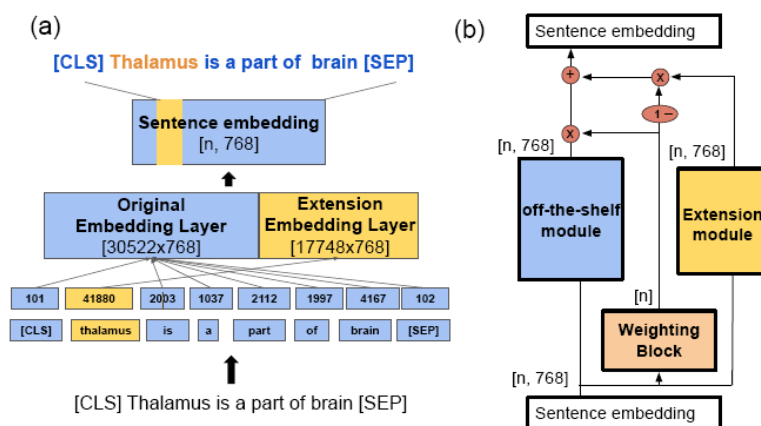 (a)
[CLS] Thalamus is a part of brain [SEP]
Sentence embedding
[n, 768]
Original
Embedding Layer
[30522x768]
Extension
Embedding Layer
[17748x768]
101 41880 2003 1037 2112 1997 4167 102
[CLS] thalamus is a part of brain [SEP]
[CLS] Thalamus is a part of brain [SEP]
(b)
Sentence embedding
+
x
1 –
x
[n, 768]
[n, 768]
off-the-shelf
module
Extension
module
[n]
Weighting
Block
[n, 768]
Sentence embedding